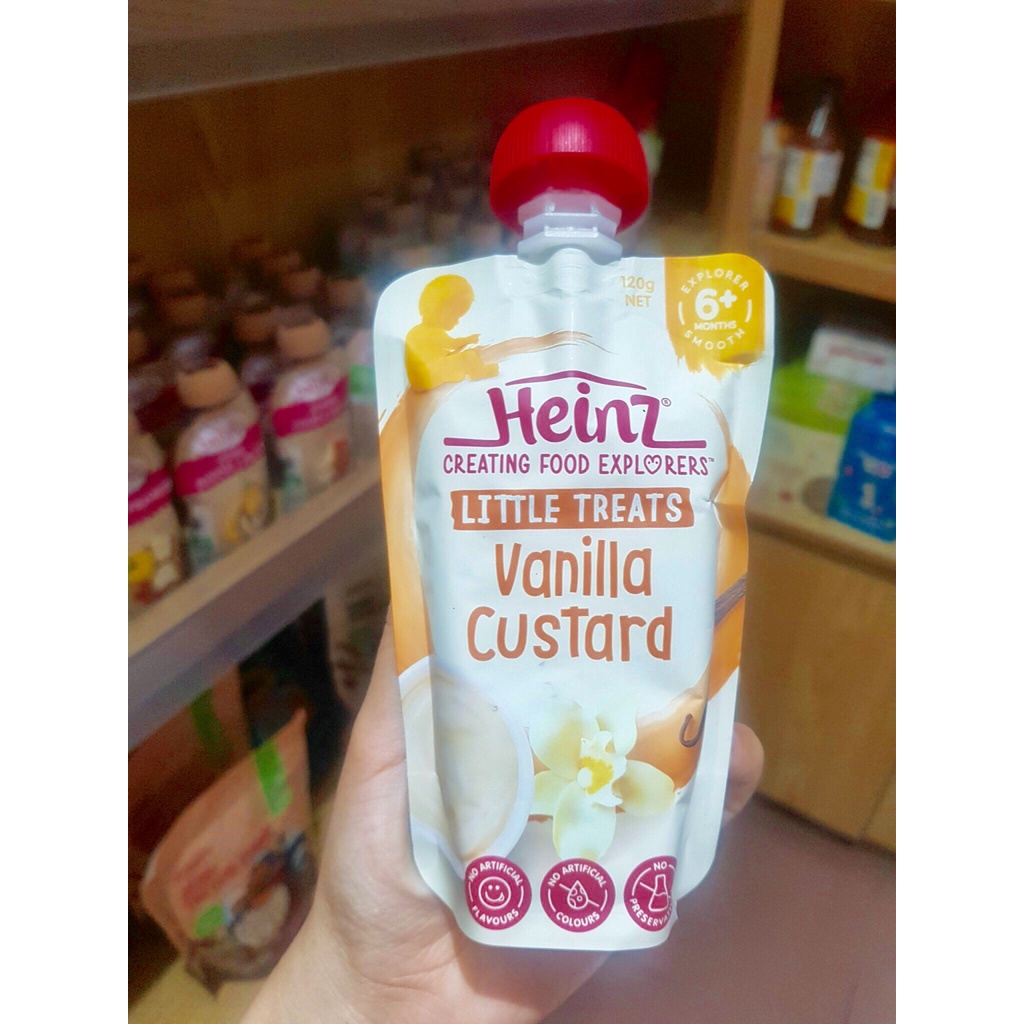 120g
NET
EXPLORER
6+
MONTHS
SMOOTH
Heinz®
CREATING FOOD EXPLORERS™
LITTLE TREATS
Vanilla
Custard
NO ARTIFICIAL
FLAVOURS
NO ARTIFICIAL
COLOURS
NO